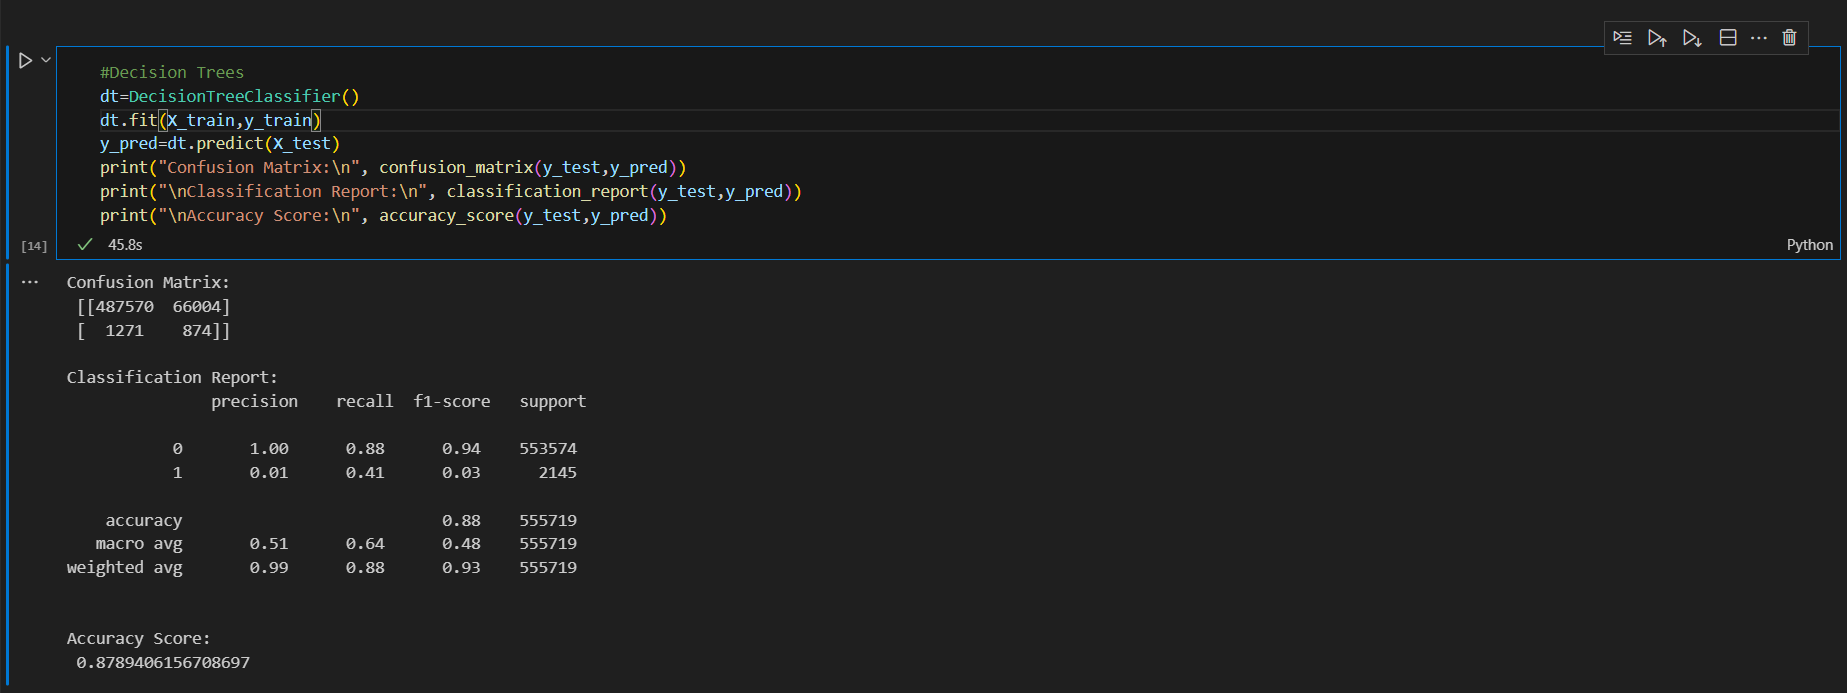 #Decision Trees
dt=DecisionTreeClassifier()
dt.fit(X_train,y_train)
y_pred=dt.predict(X_test)
print("Confusion Matrix:\n", confusion_matrix(y_test,y_pred))
print("\nClassification Report:\n", classification_report(y_test,y_pred))
print("\nAccuracy Score:\n", accuracy_score(y_test,y_pred))
[14] 45.8s Python
Confusion Matrix:
[[487570 66004]
[ 1271 874]]
Classification Report:
precision recall f1-score support
0 1.00 0.88 0.94 553574
1 0.01 0.41 0.03 2145
accuracy 0.88 555719
macro avg 0.51 0.64 0.48 555719
weighted avg 0.99 0.88 0.93 555719
Accuracy Score:
0.8789406156708697